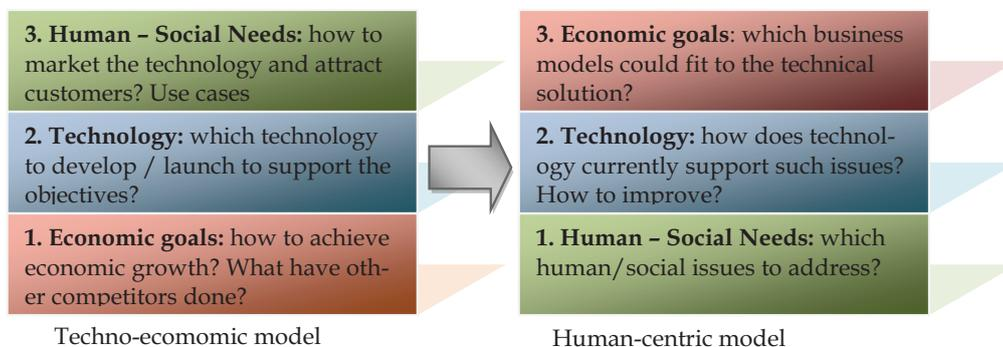 3. Human – Social Needs: how to
market the technology and attract
customers? Use cases
2. Technology: which technology
to develop / launch to support the
objectives?
1. Economic goals: how to achieve
economic growth? What have oth-
er competitors done?
Techno-ecomomic model
3. Economic goals: which business
models could fit to the technical
solution?
2. Technology: how does technol-
ogy currently support such issues?
How to improve?
1. Human – Social Needs: which
human/social issues to address?
Human-centric model